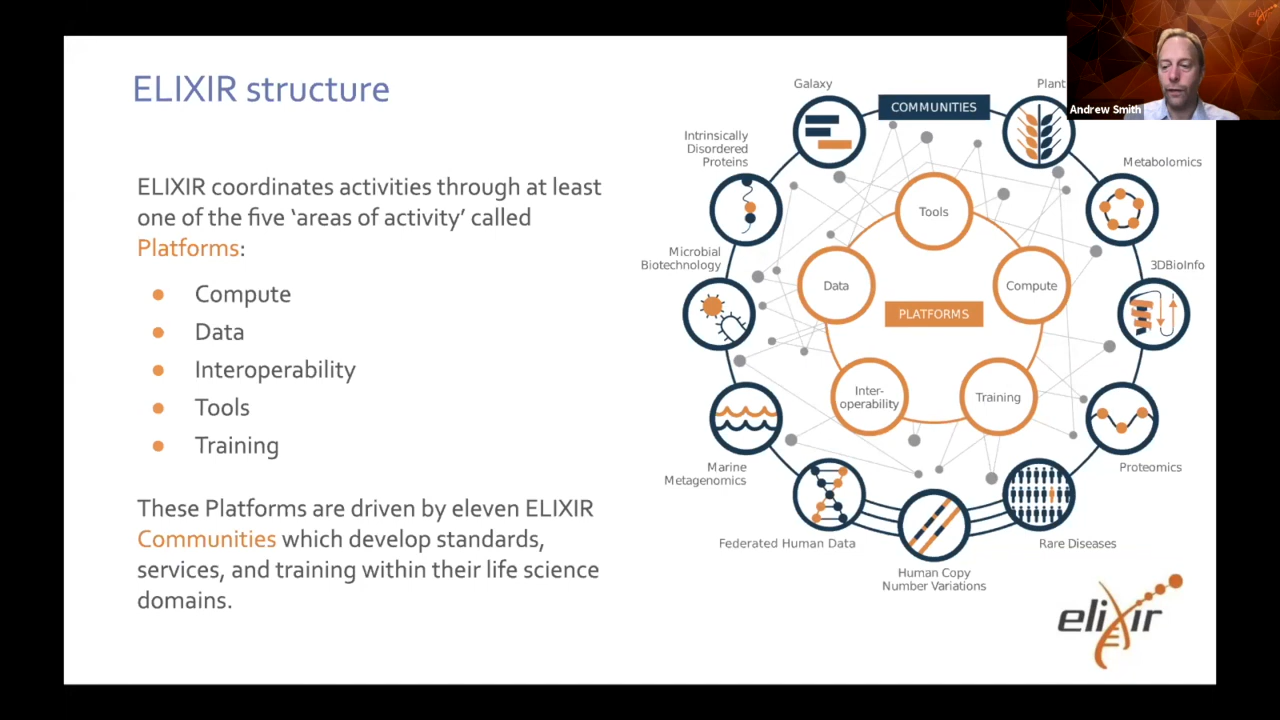 ELIXIR structure
ELIXIR coordinates activities through at least
one of the five ‘areas of activity’ called
Platforms:
Compute
Data
Interoperability
Tools
Training
These Platforms are driven by eleven ELIXIR
Communities which develop standards,
services, and training within their life science
domains.
COMMUNITIES
Galaxy
Plant
Intrinsically
Disordered
Proteins
Metabolomics
Microbial
Biotechnology
3DBioInfo
Marine
Metagenomics
Proteomics
Federated Human Data
Human Copy
Number Variations
Rare Diseases
Tools
Data
Compute
PLATFORMS
Inter-
operability
Training
elixir
Andrew Smith
elixir